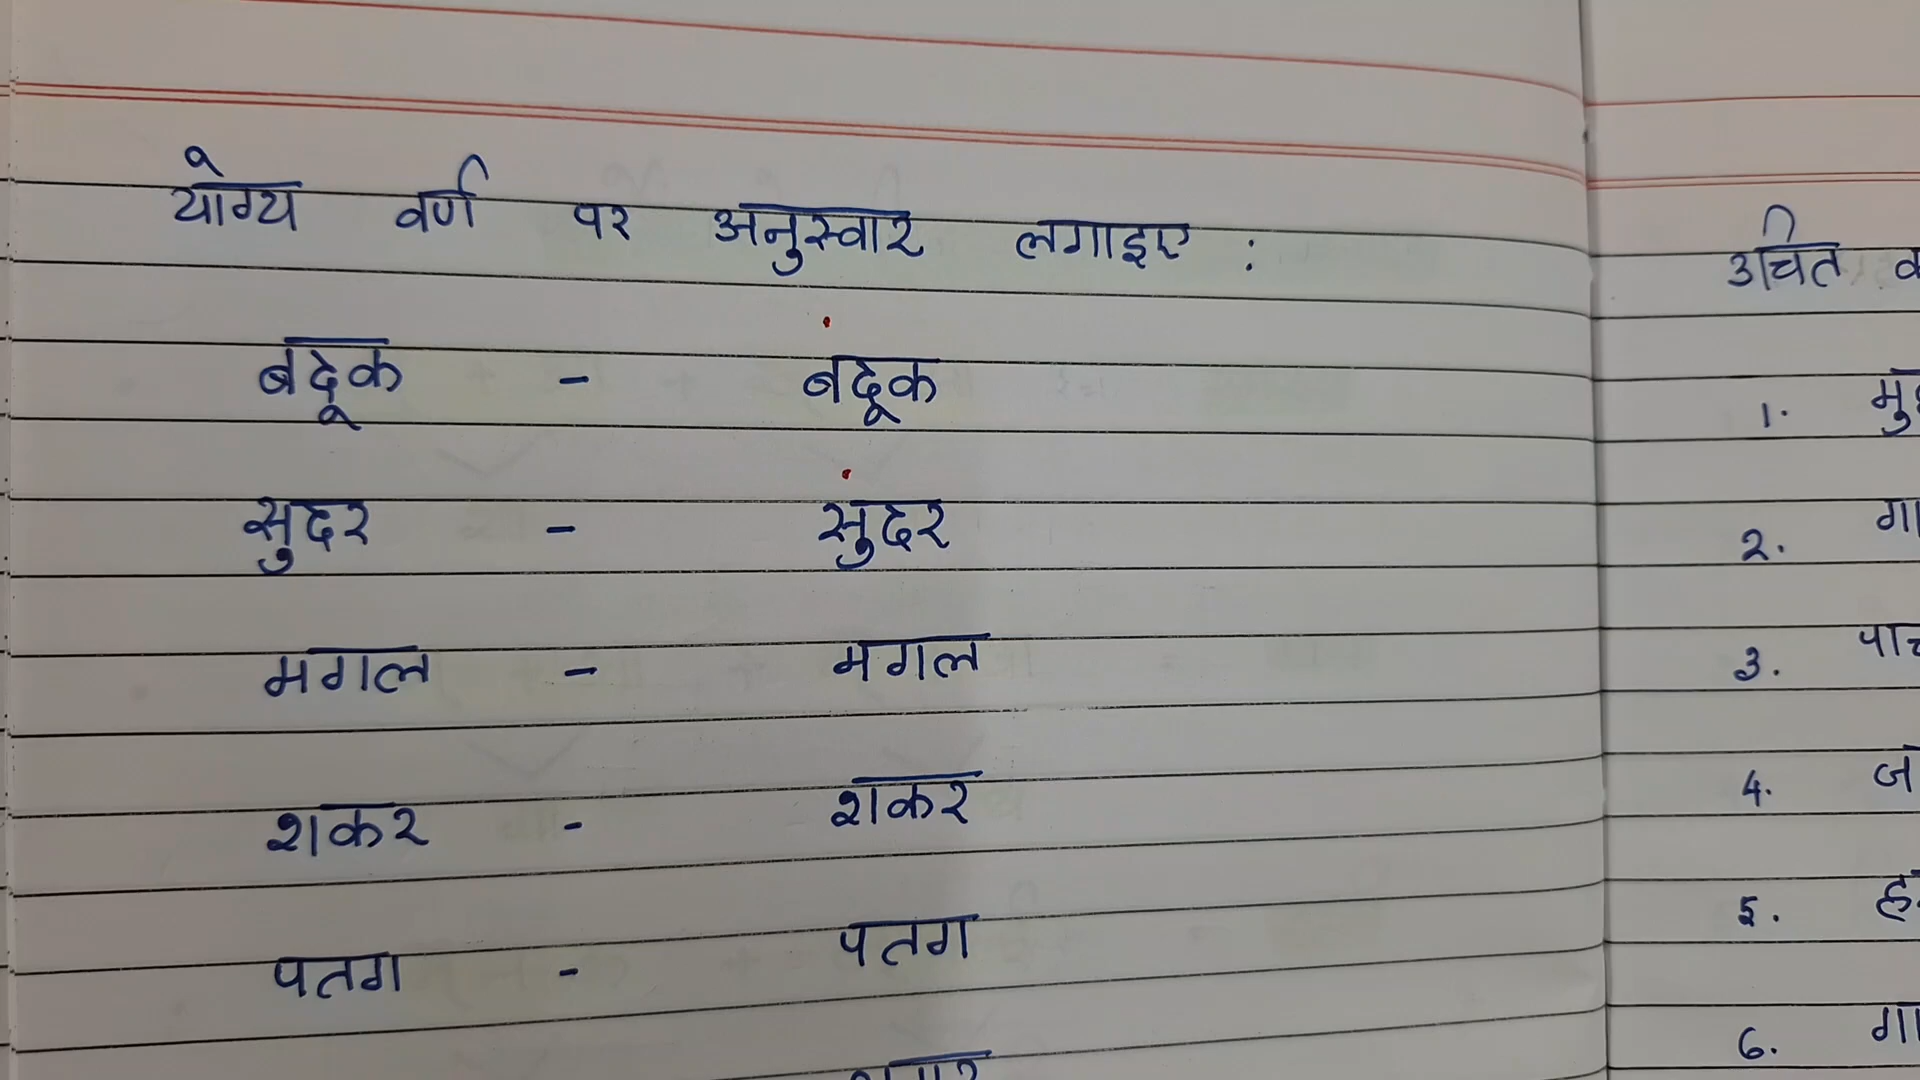 योग्य वर्ण पर अनुस्वार लगाइए :
बदूक - बंदूक
सुदर - सुंदर
मगल - मगल
शकर - शकर
पतग - पतग
उचित
1.
2.
3.
4.
5.
6.